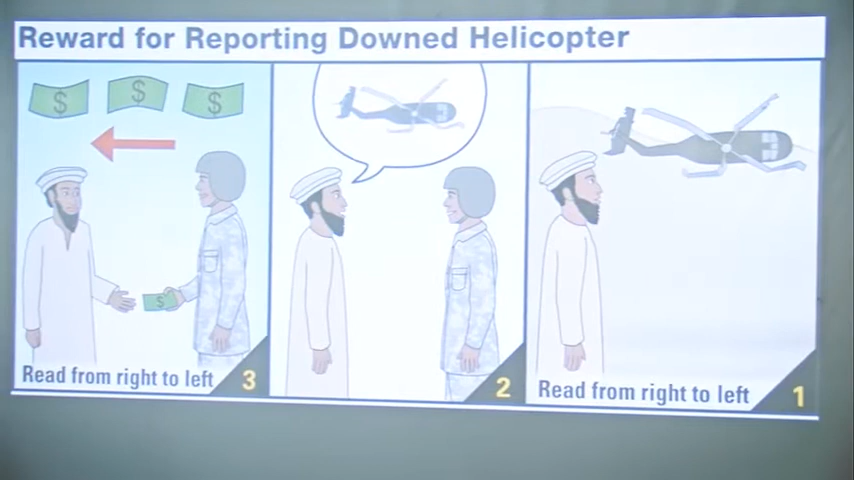 Reward for Reporting Downed Helicopter
$ $ $
$
Read from right to left 3
2
Read from right to left 1